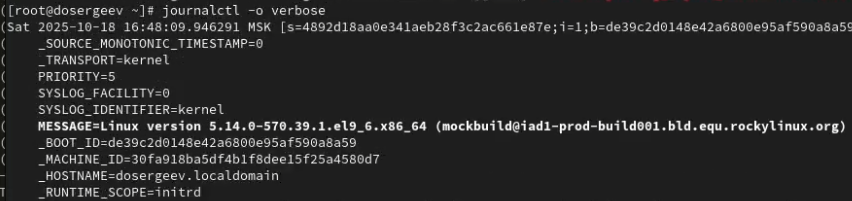 ([root@dosergeev ~]# journalctl -o verbose
(Sat 2025-10-18 16:48:09.946291 MSK [s=4892d18aa0e341aeb28f3c2ac661e87e;i=1;b=de39c2d0148e42a6800e95af590a8a59
( _SOURCE_MONOTONIC_TIMESTAMP=0
( _TRANSPORT=kernel
( PRIORITY=5
( SYSLOG_FACILITY=0
( SYSLOG_IDENTIFIER=kernel
( MESSAGE=Linux version 5.14.0-570.39.1.el9_6.x86_64 (mockbuild@iad1-prod-build001.bld.equ.rockylinux.org)
( _BOOT_ID=de39c2d0148e42a6800e95af590a8a59
( _MACHINE_ID=30fa918ba5df4b1f8dee15f25a4580d7
- _HOSTNAME=dosergeev.localdomain
T _RUNTIME_SCOPE=initrd